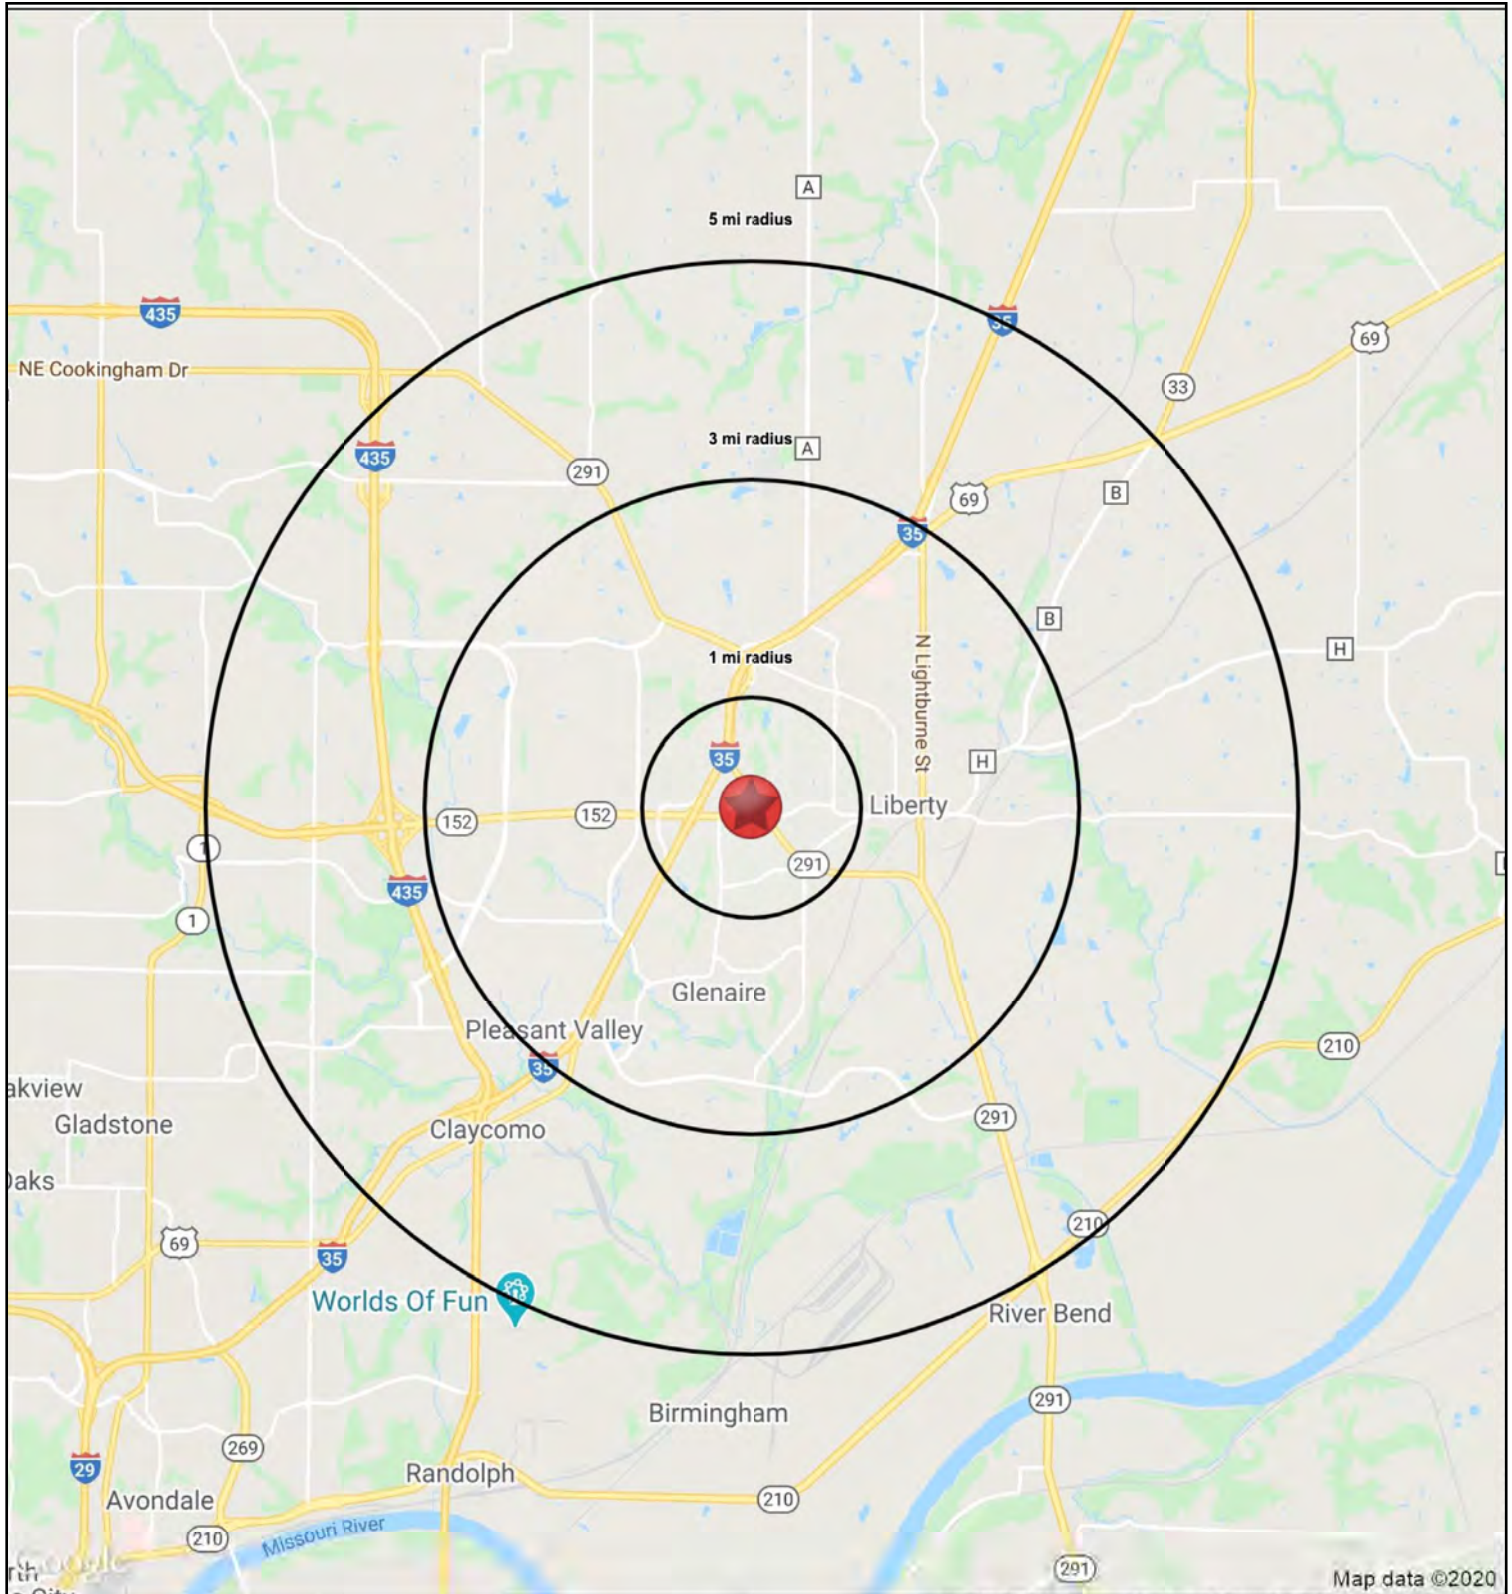 A
5 mi radius
435
35
69
NE Cookingham Dr
33
3 mi radius
A
435
291
69
B
35
B
N Lightburne St
H
1 mi radius
35
H
Liberty
152
152
1
291
435
1
Glenaire
Pleasant Valley
210
35
akview
Gladstone
291
Claycomo
Oaks
210
69
35
Worlds Of Fun
River Bend
291
Birmingham
269
29
Randolph
Avondale
210
210
Missouri River
Google
rth
291
Map data ©2020